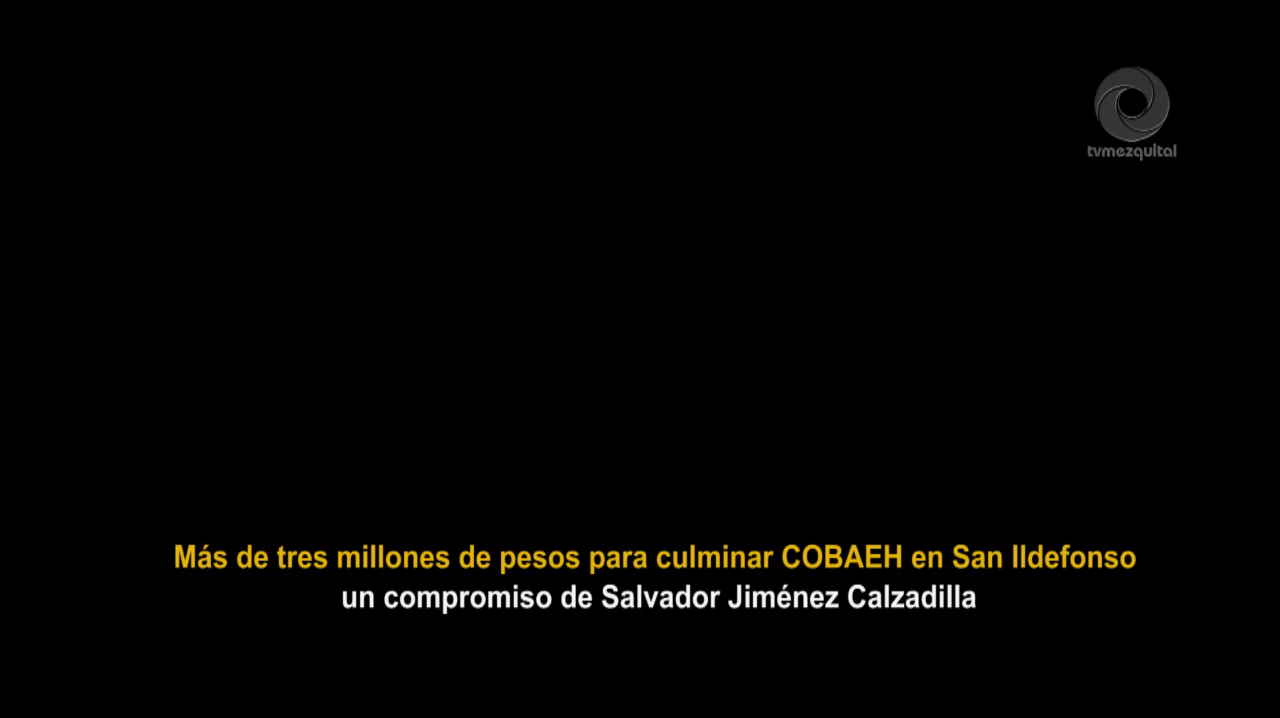 tvmezquital
Más de tres millones de pesos para culminar COBAEH en San Ildefonso
un compromiso de Salvador Jiménez Calzadilla